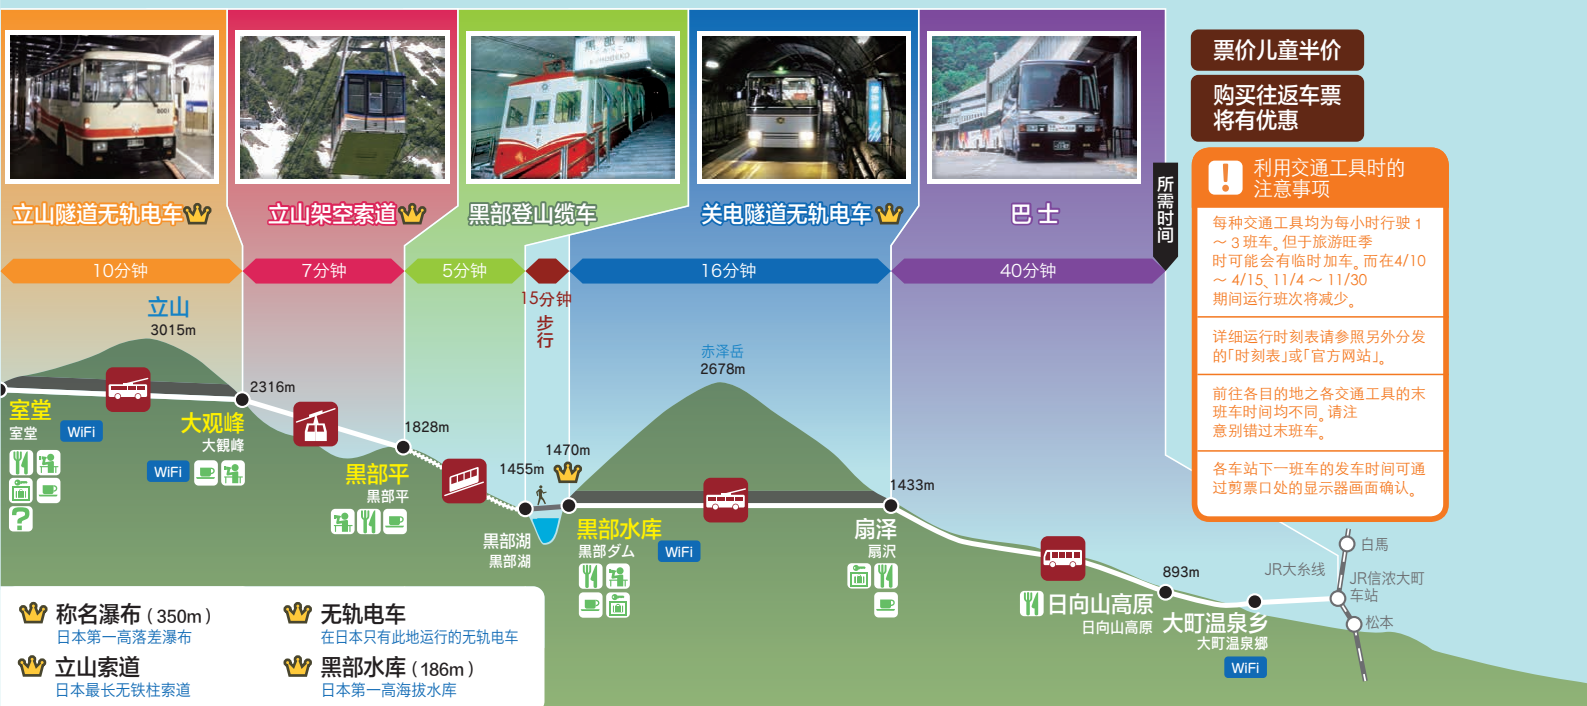 黒部湖
KUROBEKO
立山隧道无轨电车
立山架空索道
黑部登山缆车
关电隧道无轨电车
巴士
所需时间
10分钟
7分钟
5分钟
15分钟
步行
16分钟
40分钟
立山
3015m
室堂
室堂
WiFi
2316m
大观峰
大観峰
WiFi
1828m
黑部平
黒部平
1455m
黑部湖
黒部湖
1470m
黑部水库
黒部ダム
WiFi
赤泽岳
2678m
1433m
扇泽
扇沢
893m
日向山高原
日向山高原
大町温泉乡
大町温泉郷
WiFi
JR大糸线
白馬
JR信浓大町
车站
松本
票价儿童半价
购买往返车票
将有优惠
利用交通工具时的
注意事项
每种交通工具均为每小时行驶 1
～ 3 班车。但于旅游旺季
时可能会有临时加车。而在4/10
～ 4/15、11/4 ～ 11/30
期间运行班次将减少。
详细运行时刻表请参照另外分发
的「时刻表」或「官方网站」。
前往各目的地之各交通工具的末
班车时间均不同。请注
意别错过末班车。
各车站下一班车的发车时间可通
过剪票口处的显示器画面确认。
称名瀑布（350m）
日本第一高落差瀑布
立山索道
日本最长无铁柱索道
无轨电车
在日本只有此地运行的无轨电车
黑部水库（186m）
日本第一高海拔水库